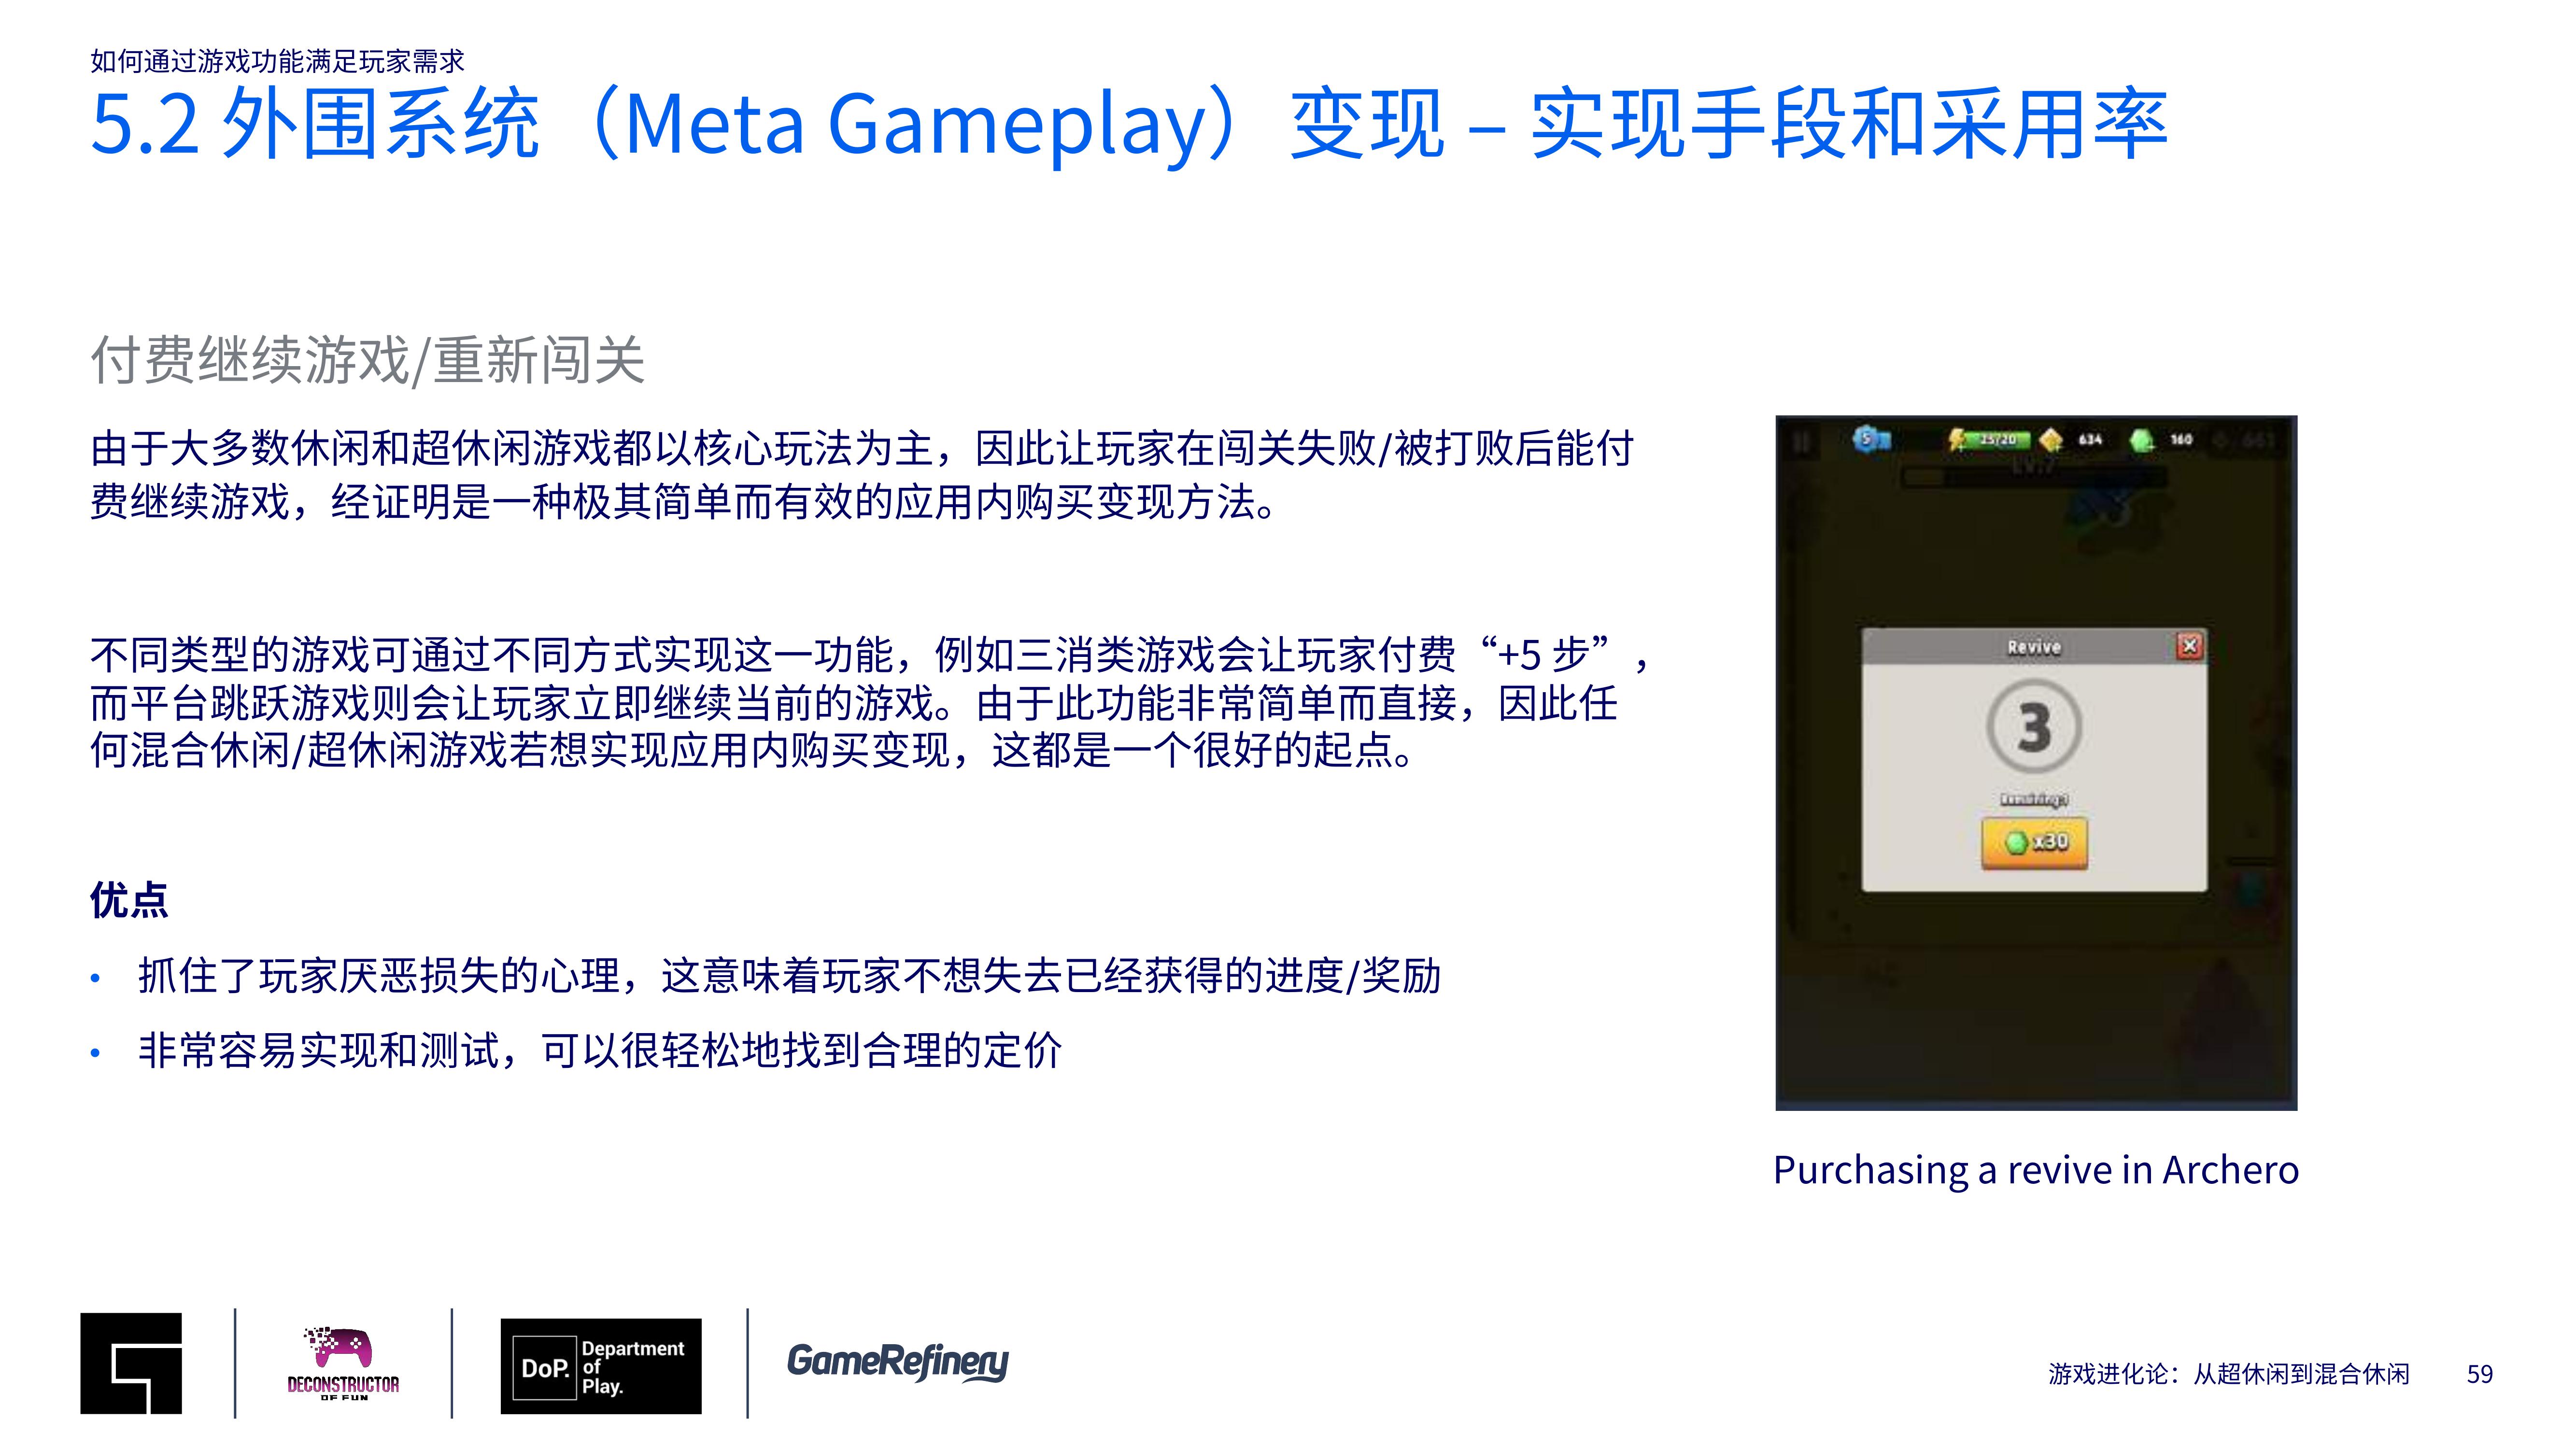 如何通过游戏功能满足玩家需求
5.2 外围系统（Meta Gameplay）变现 – 实现手段和采用率
付费继续游戏/重新闯关
由于大多数休闲和超休闲游戏都以核心玩法为主，因此让玩家在闯关失败/被打败后能付
费继续游戏，经证明是一种极其简单而有效的应用内购买变现方法。
不同类型的游戏可通过不同方式实现这一功能，例如三消类游戏会让玩家付费“+5 步”，
而平台跳跃游戏则会让玩家立即继续当前的游戏。由于此功能非常简单而直接，因此任
何混合休闲/超休闲游戏若想实现应用内购买变现，这都是一个很好的起点。
优点
• 抓住了玩家厌恶损失的心理，这意味着玩家不想失去已经获得的进度/奖励
• 非常容易实现和测试，可以很轻松地找到合理的定价
5 25/20 634 160
Revive
3
x30
Purchasing a revive in Archero
DECONSTRUCTOR
OF FUN
DoP.
Department
of
Play.
GameRefinery
游戏进化论：从超休闲到混合休闲 59